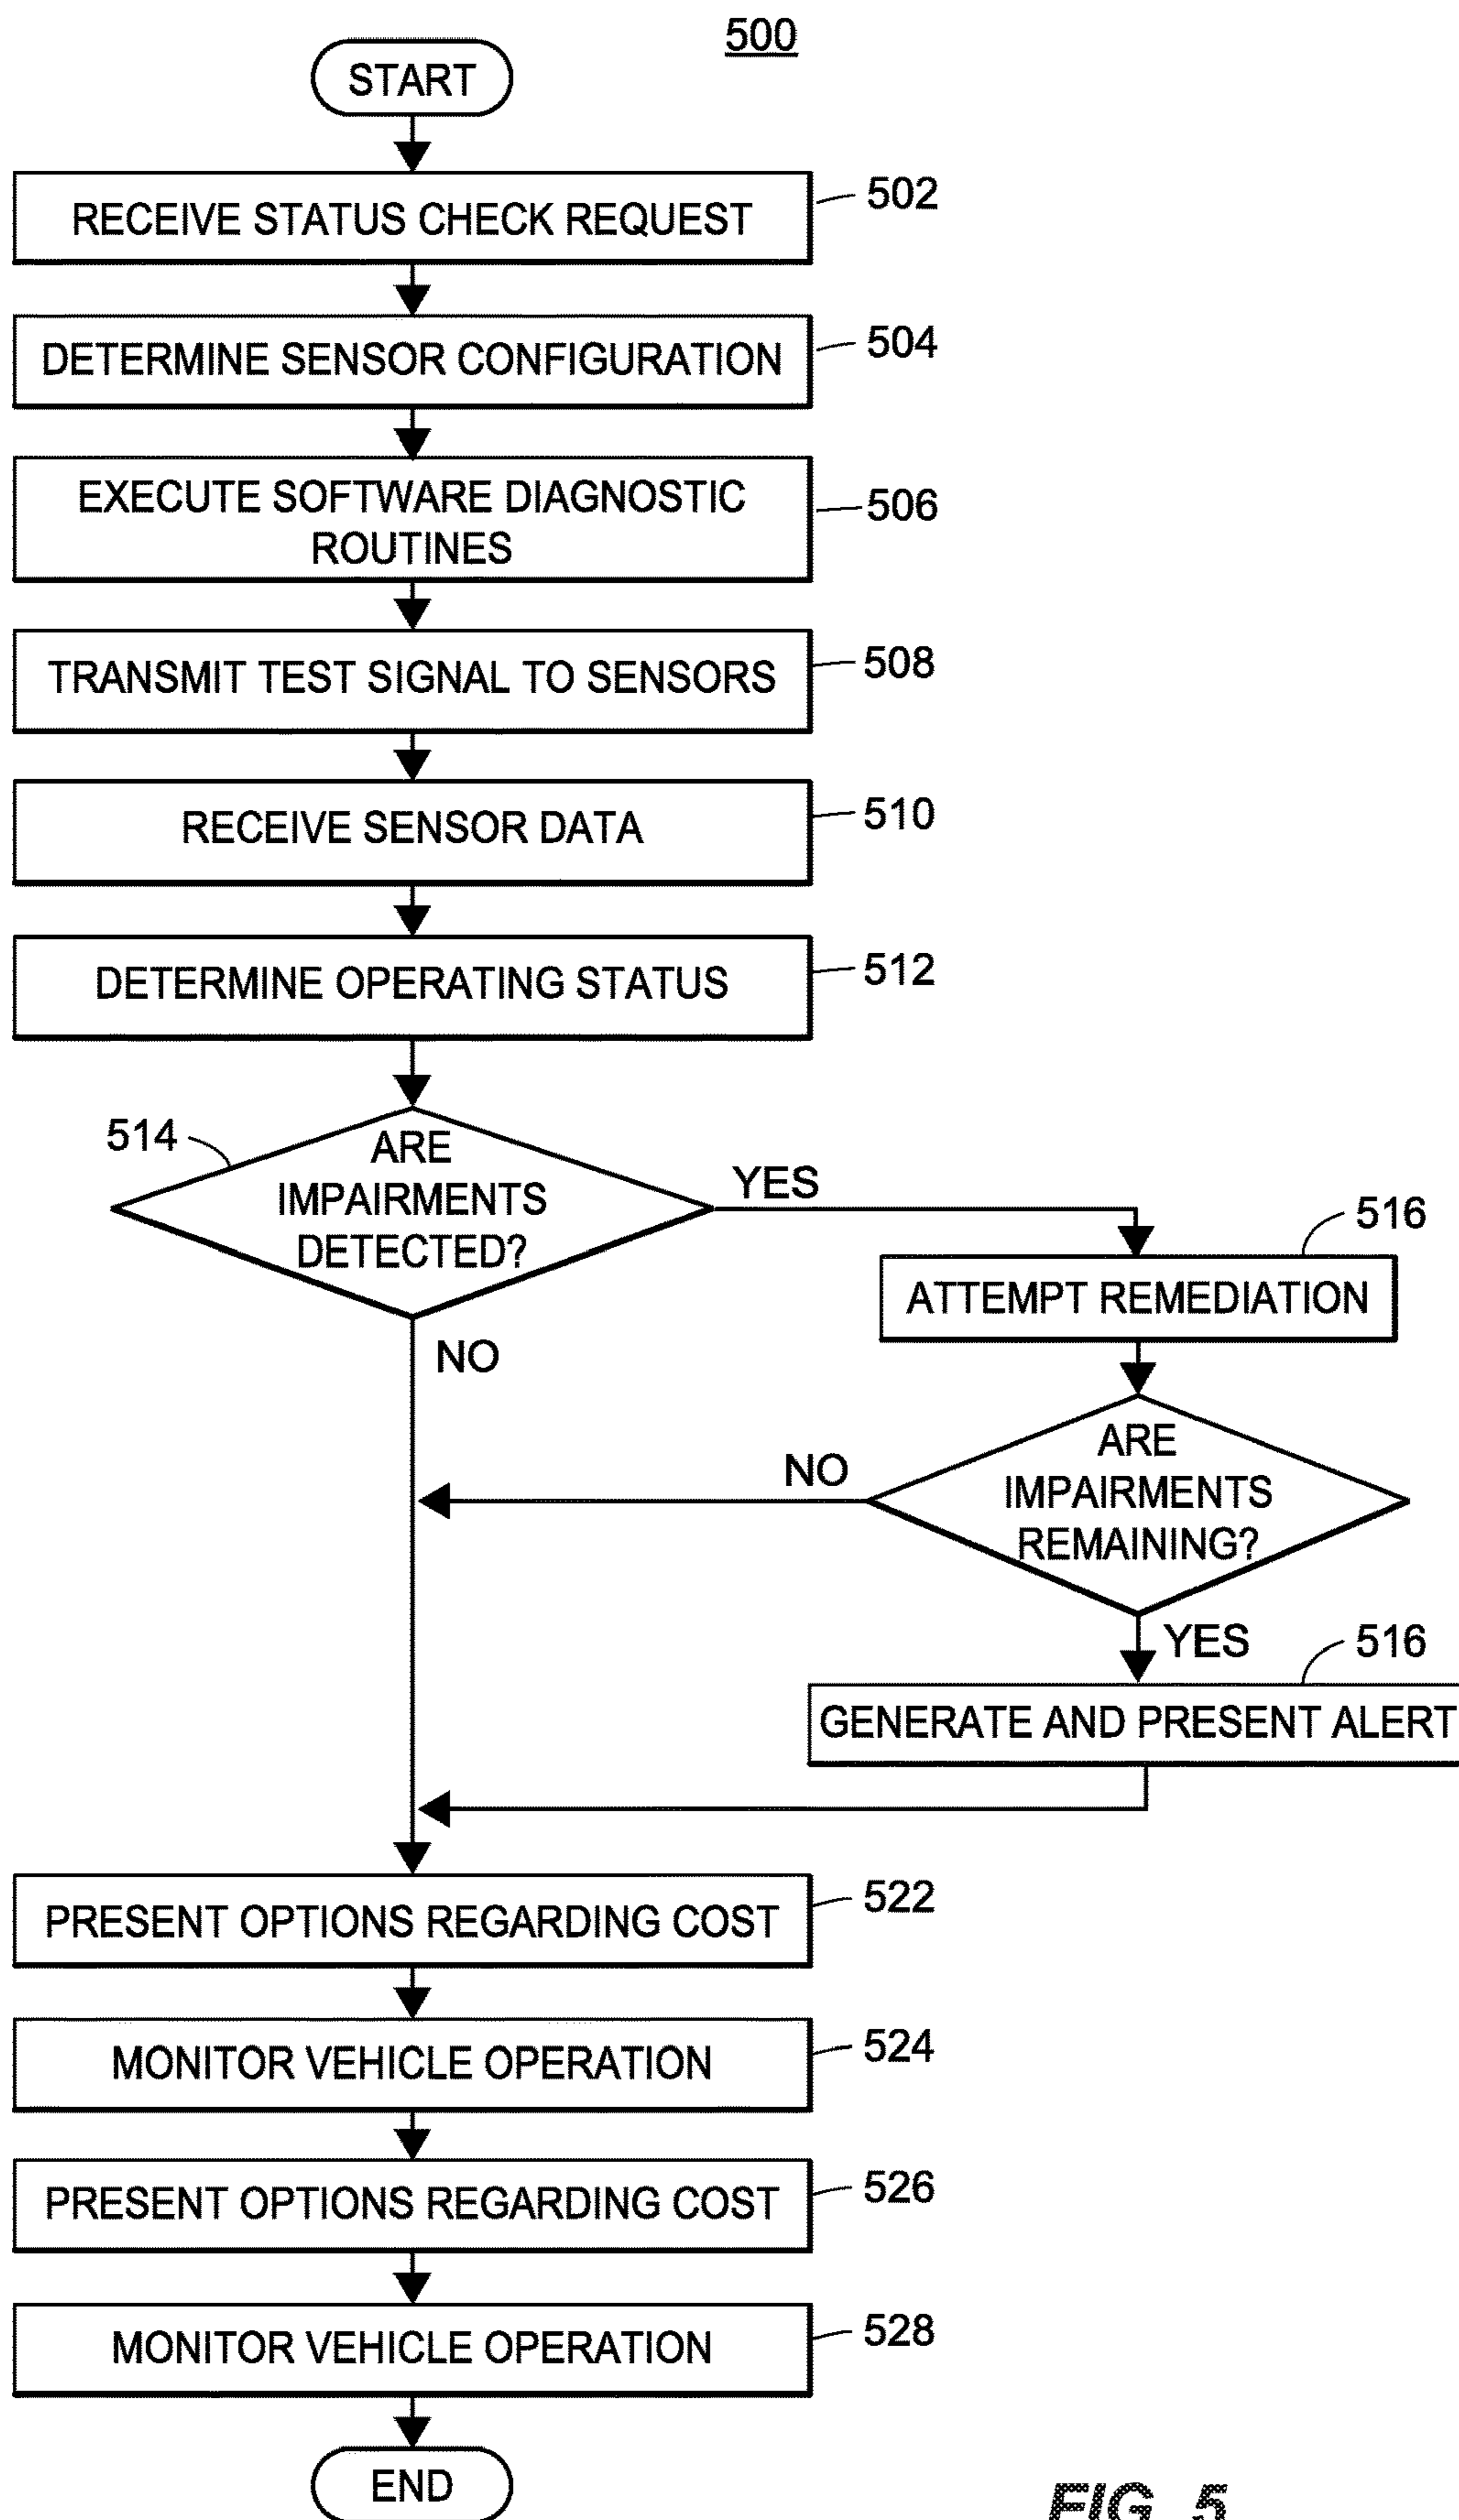 500
START
RECEIVE STATUS CHECK REQUEST
502
DETERMINE SENSOR CONFIGURATION
504
EXECUTE SOFTWARE DIAGNOSTIC
ROUTINES
506
TRANSMIT TEST SIGNAL TO SENSORS
508
RECEIVE SENSOR DATA
510
DETERMINE OPERATING STATUS
512
514
ARE
IMPAIRMENTS
DETECTED?
YES
NO
516
ATTEMPT REMEDIATION
ARE
IMPAIRMENTS
REMAINING?
NO
YES
516
GENERATE AND PRESENT ALERT
PRESENT OPTIONS REGARDING COST
522
MONITOR VEHICLE OPERATION
524
PRESENT OPTIONS REGARDING COST
526
MONITOR VEHICLE OPERATION
528
END
FIG. 5